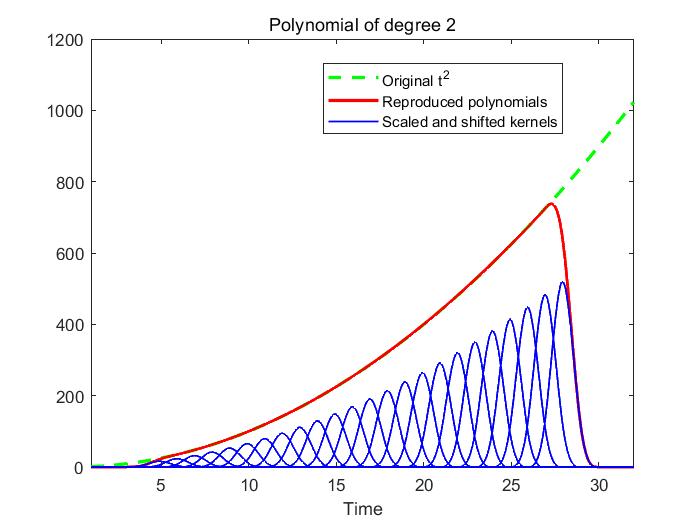 Polynomial of degree 2
1200
1000
800
600
400
200
0
Original t²
Reproduced polynomials
Scaled and shifted kernels
5 10 15 20 25 30
Time